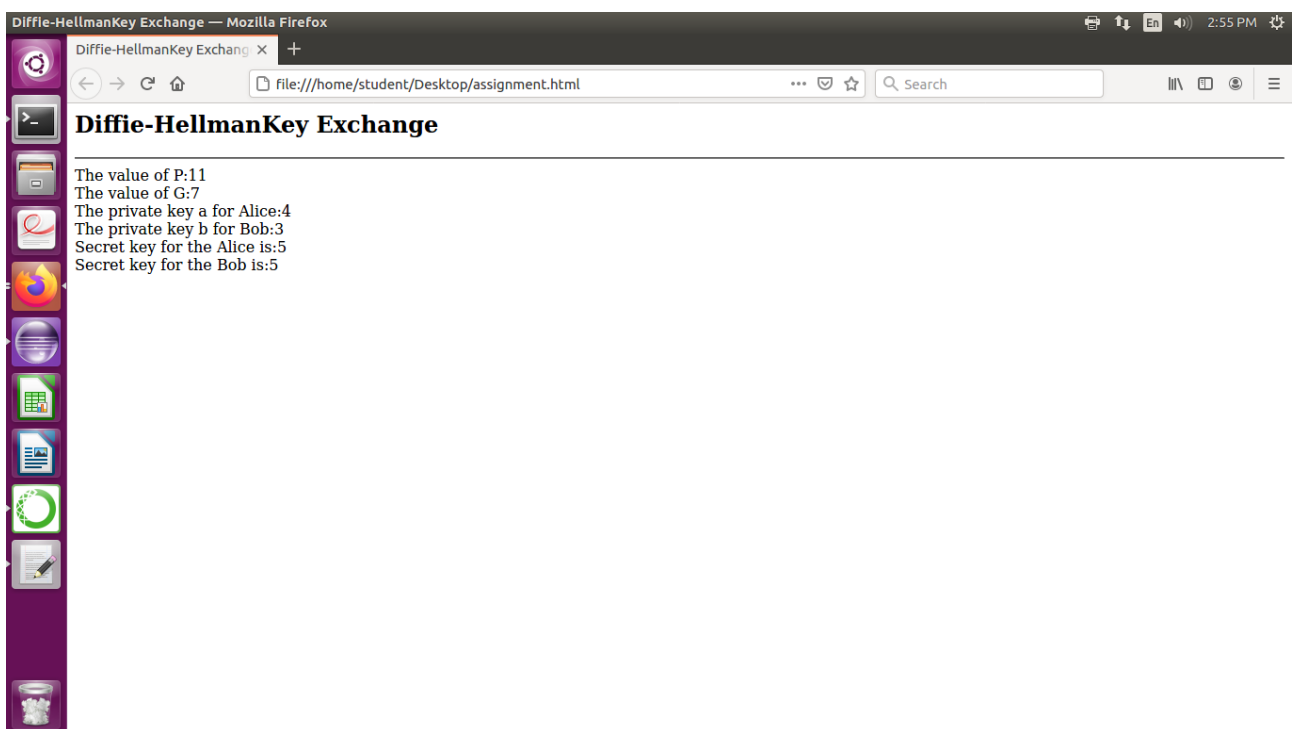 Diffie-HellmanKey Exchange — Mozilla Firefox
En
2:55 PM
Diffie-HellmanKey Exchang
file:///home/student/Desktop/assignment.html
Search
Diffie-HellmanKey Exchange
The value of P:11
The value of G:7
The private key a for Alice:4
The private key b for Bob:3
Secret key for the Alice is:5
Secret key for the Bob is:5